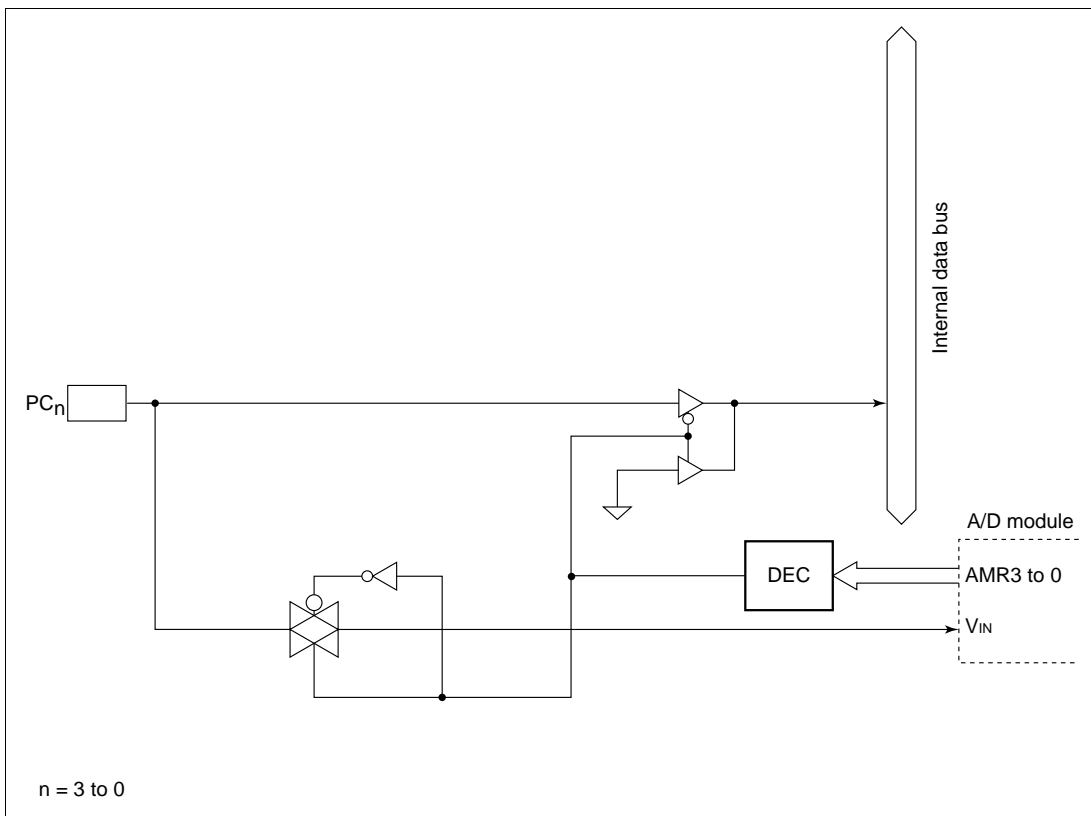 Internal data bus
PCn
A/D module
DEC
AMR3 to 0
VIN
n = 3 to 0